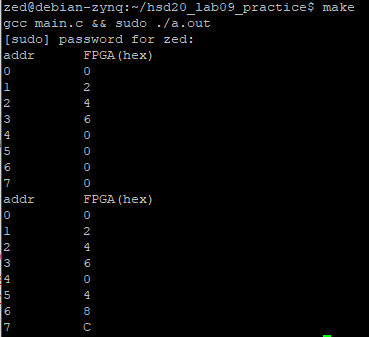 zed@debian-zynq:~/hsd20_lab09_practice$ make
gcc main.c && sudo ./a.out
[sudo] password for zed:
addr FPGA(hex)
0 0
1 2
2 4
3 6
4 0
5 0
6 0
7 0
addr FPGA(hex)
0 0
1 2
2 4
3 6
4 0
5 4
6 8
7 C